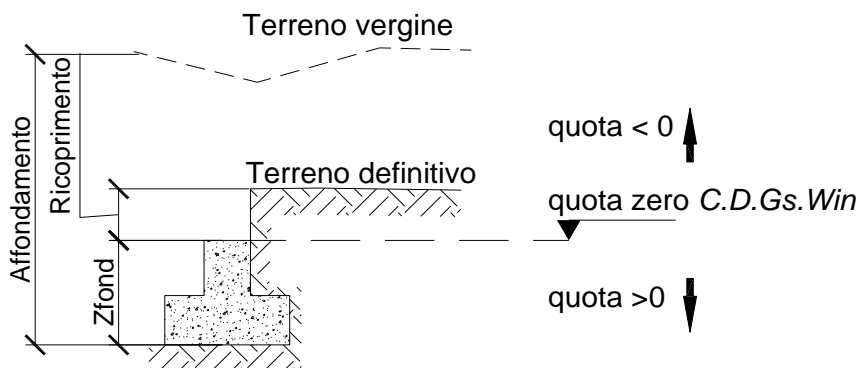 Terreno vergine
Affondamento
Ricoprimento
quota < 0
Terreno definitivo
quota zero C.D.Gs.Win
Zfond
quota >0